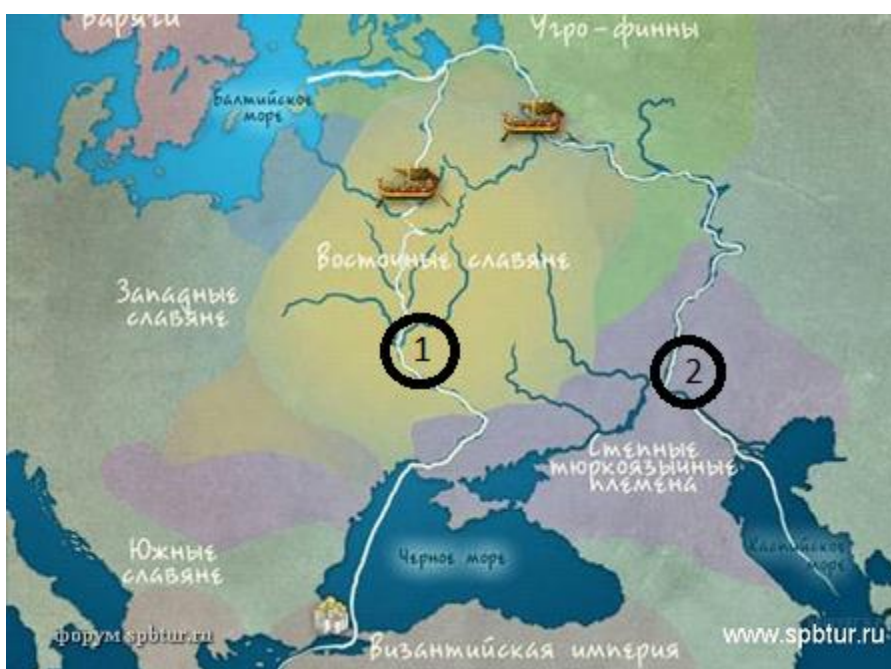 Варяги
Угро-финны
Балтийское
море
Восточные славяне
Западные
славяне
1
2
Степные
тюркоязычные
племена
Южные
славяне
Черное море
Каспийское
море
форум spbtur.ru
Византийская империя
www.spbtur.ru